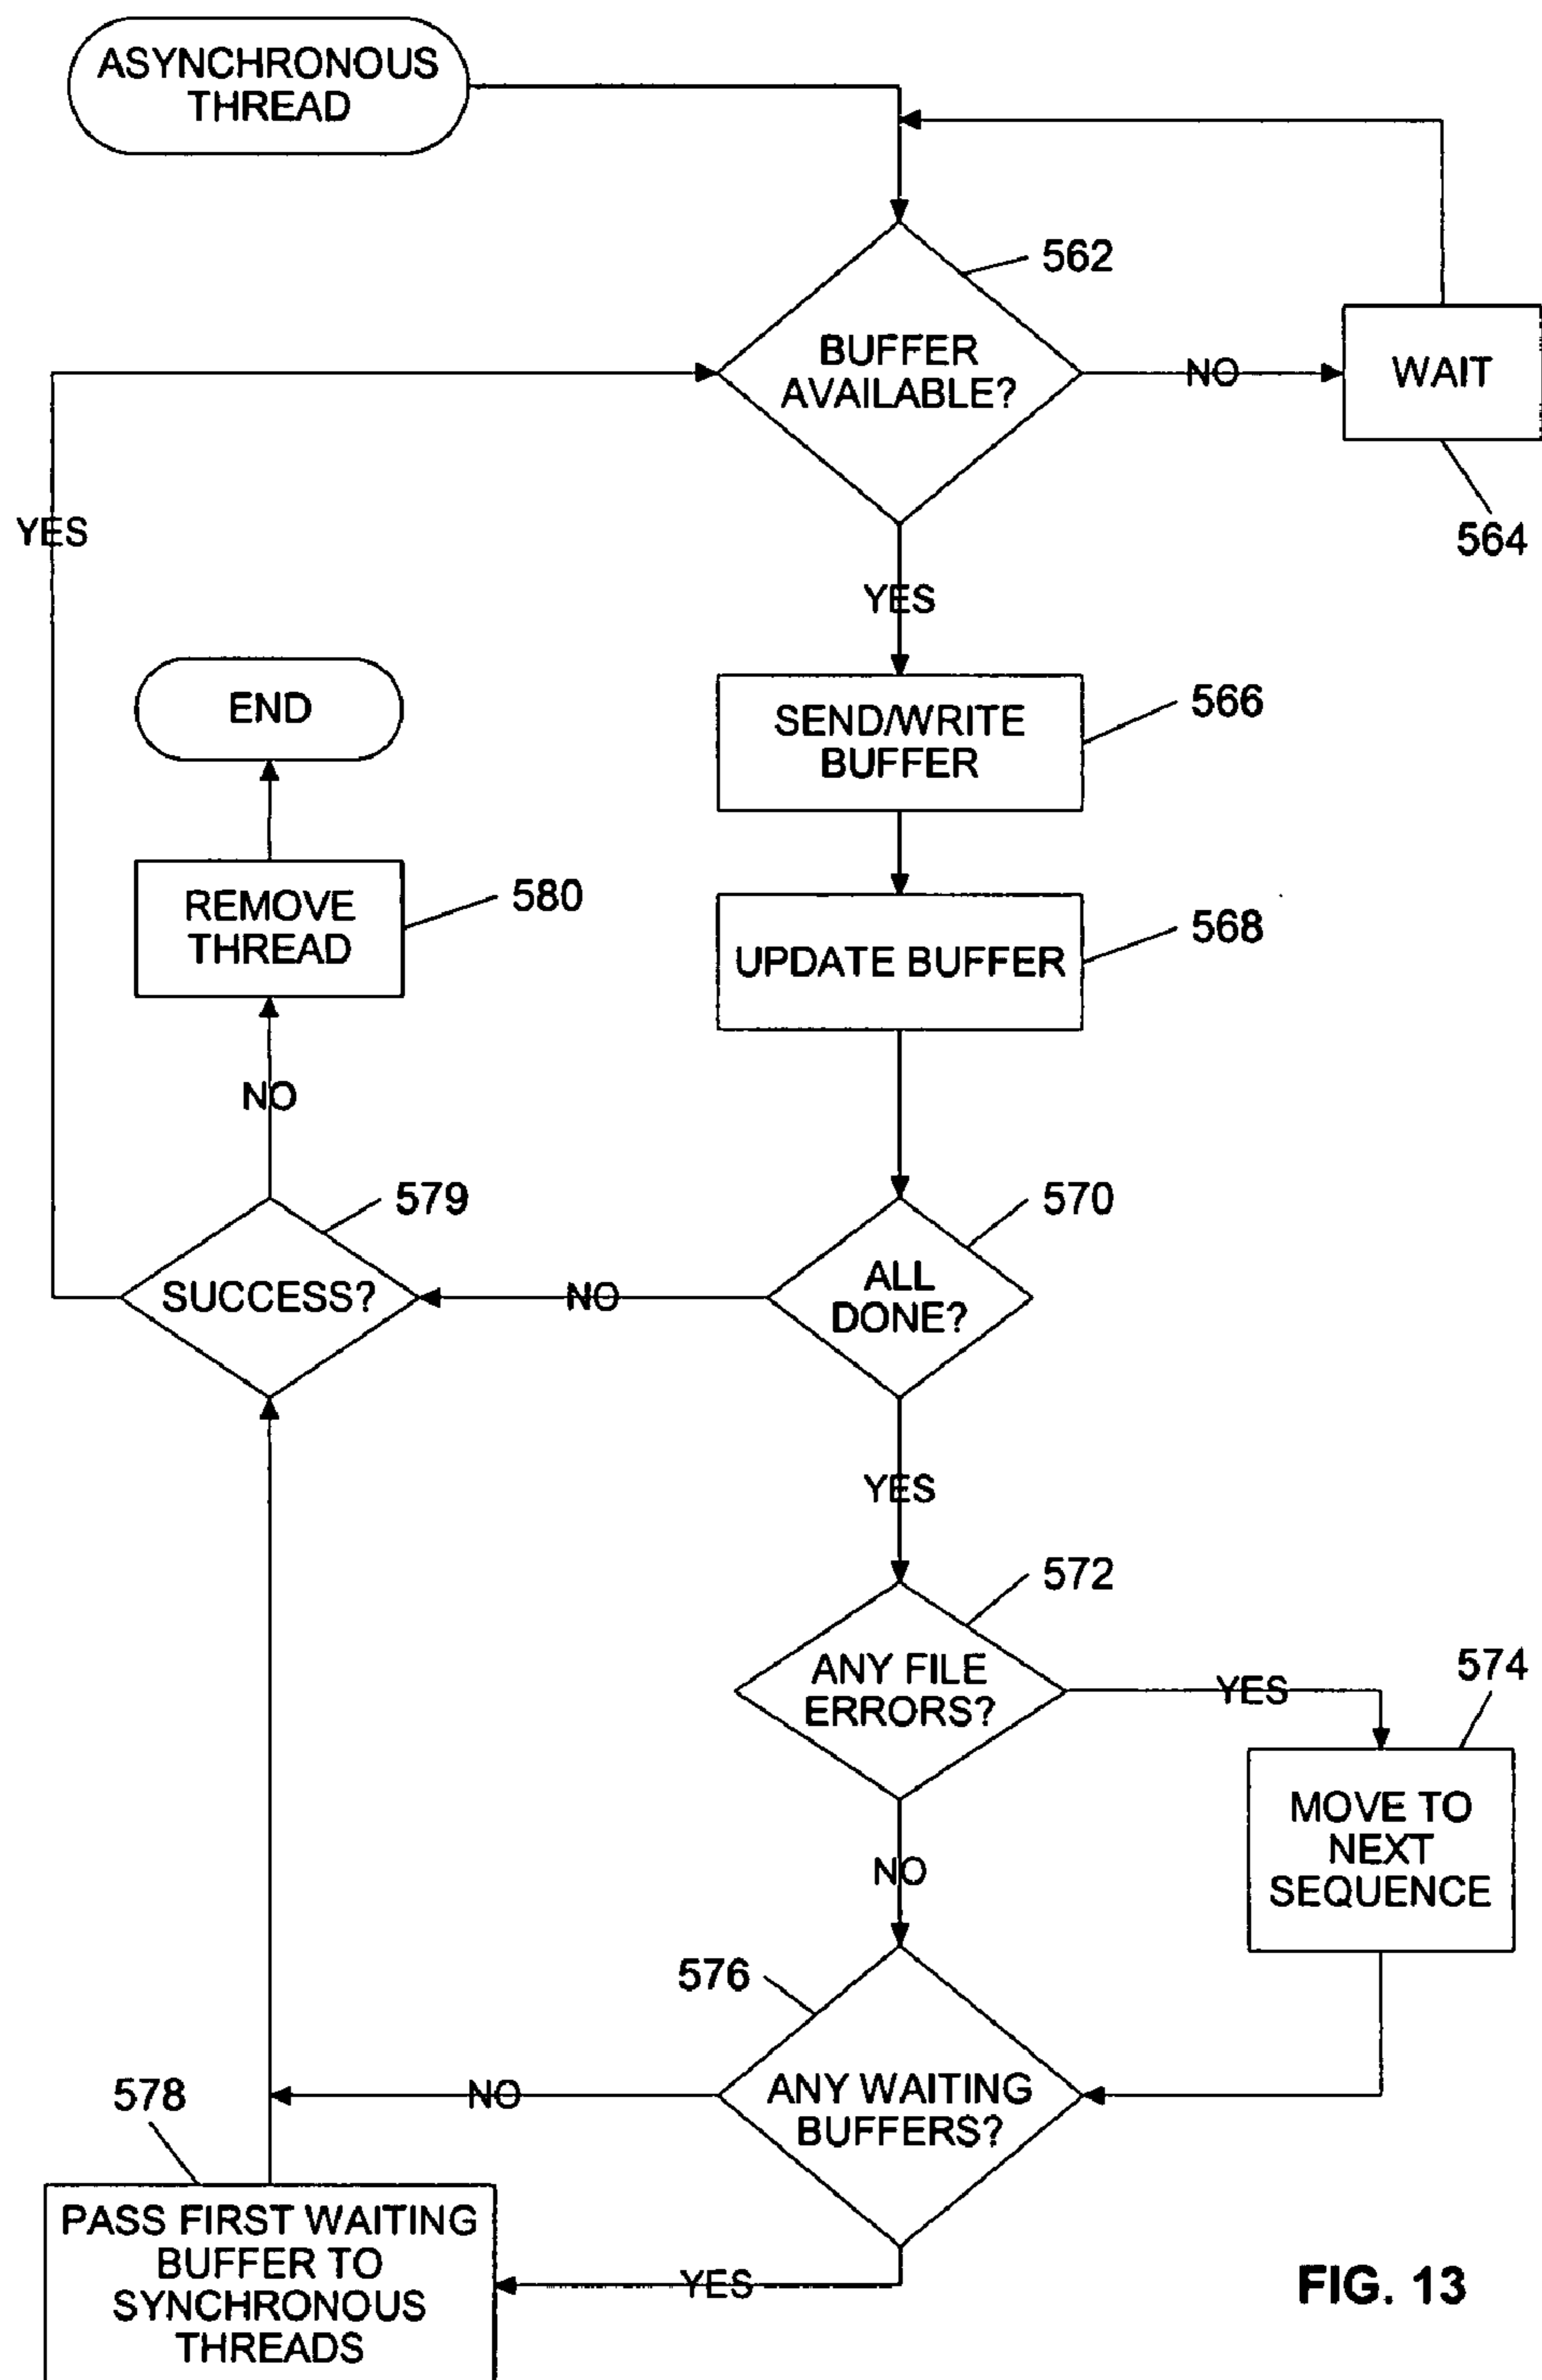 ASYNCHRONOUS
THREAD
562
BUFFER
AVAILABLE?
NO
WAIT
564
YES
YES
END
SEND/WRITE
BUFFER
566
REMOVE
THREAD
580
UPDATE BUFFER
568
NO
579
570
SUCCESS?
NO
ALL
DONE?
YES
572
ANY FILE
ERRORS?
YES
574
MOVE TO
NEXT
SEQUENCE
NO
576
ANY WAITING
BUFFERS?
NO
578
PASS FIRST WAITING
BUFFER TO
SYNCHRONOUS
THREADS
YES
FIG. 13